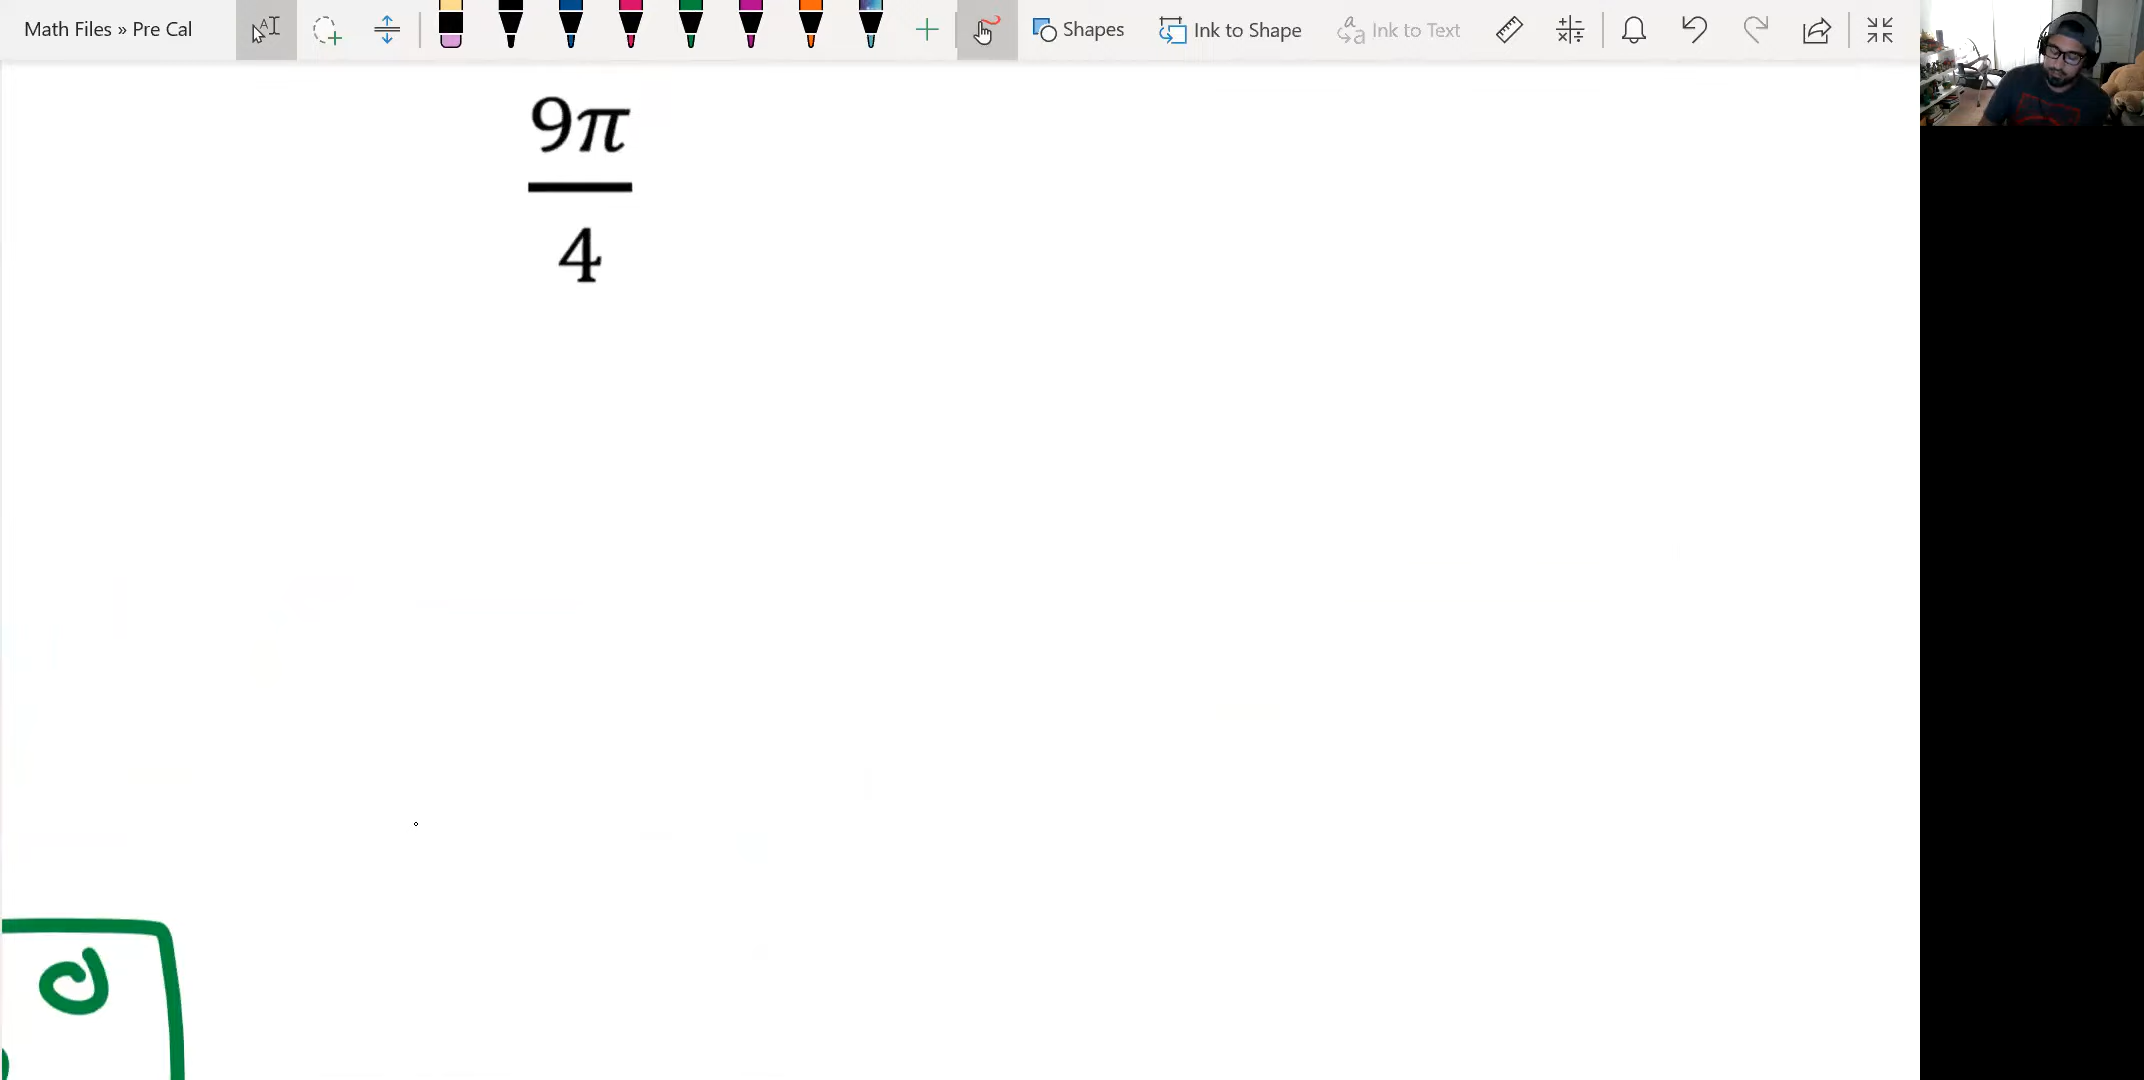 Math Files » Pre Cal
Shapes
Ink to Shape
Ink to Text
9π
4